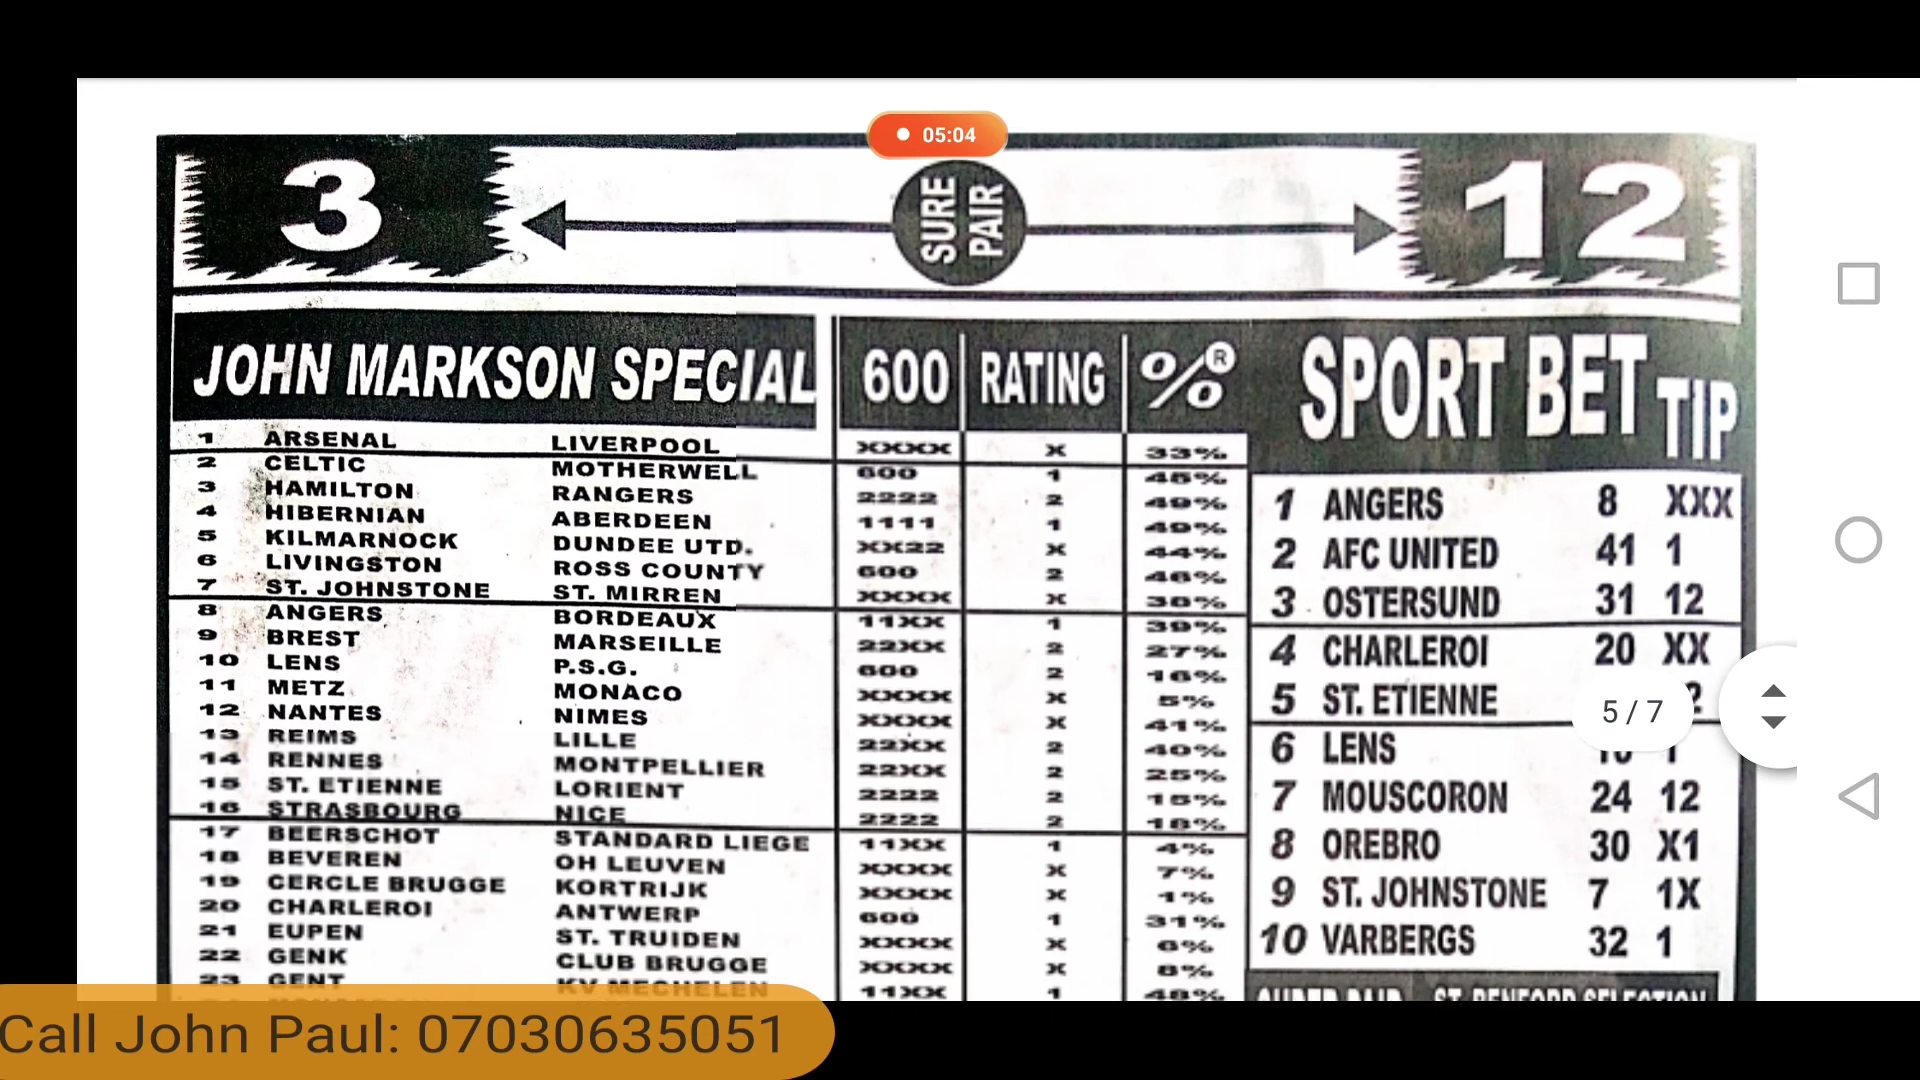 05:04
3 SURE PAIR 12
JOHN MARKSON SPECIAL 600 RATING %® SPORT BET TIP
1 ARSENAL LIVERPOOL XXXX X 33%
2 CELTIC MOTHERWELL 600 1 45%
3 HAMILTON RANGERS 2222 2 49%
4 HIBERNIAN ABERDEEN 1111 1 49%
5 KILMARNOCK DUNDEE UTD. XX22 X 44%
6 LIVINGSTON ROSS COUNTY 600 2 46%
7 ST. JOHNSTONE ST. MIRREN XXXX X 38%
8 ANGERS BORDEAUX 11XX 1 39%
9 BREST MARSEILLE 22XX 2 27%
10 LENS P.S.G. 600 2 16%
11 METZ MONACO XXXX X 5%
12 NANTES NIMES XXXX X 41%
13 REIMS LILLE 22XX 2 40%
14 RENNES MONTPELLIER 22XX 2 25%
15 ST. ETIENNE LORIENT 2222 2 15%
16 STRASBOURG NICE 2222 2 18%
17 BEERSCHOT STANDARD LIEGE 11XX 1 4%
18 BEVEREN OH LEUVEN XXXX X 7%
19 CERCLE BRUGGE KORTRIJK XXXX X 1%
20 CHARLEROI ANTWERP 600 1 31%
21 EUPEN ST. TRUIDEN XXXX X 6%
22 GENK CLUB BRUGGE XXXX X 8%
23 GENT KV MECHELEN 11XX 1 48%
1 ANGERS 8 XXX
2 AFC UNITED 41 1
3 OSTERSUND 31 12
4 CHARLEROI 20 XX
5 ST. ETIENNE
5 / 7
6 LENS
7 MOUSCORON 24 12
8 OREBRO 30 X1
9 ST. JOHNSTONE 7 1X
10 VARBERGS 32 1
Call John Paul: 07030635051